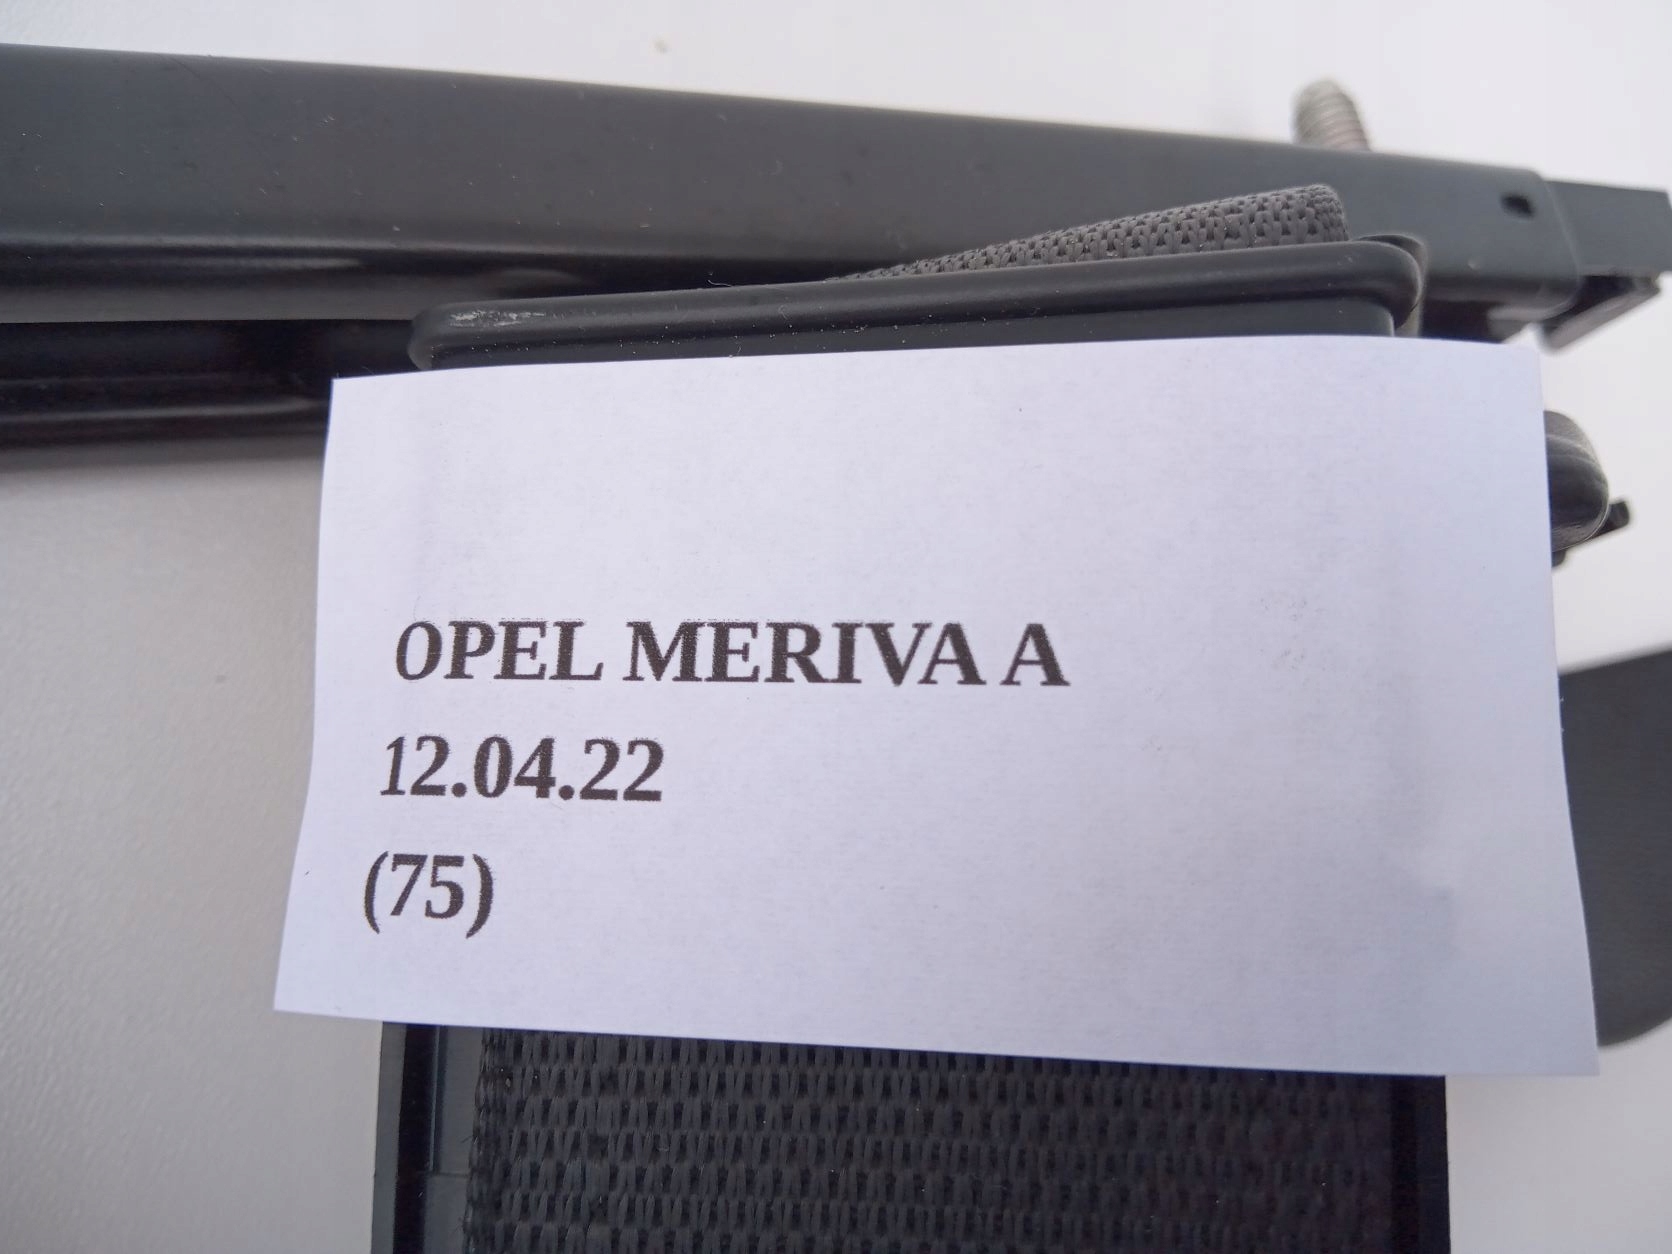 OPEL MERIVA A
12.04.22
(75)